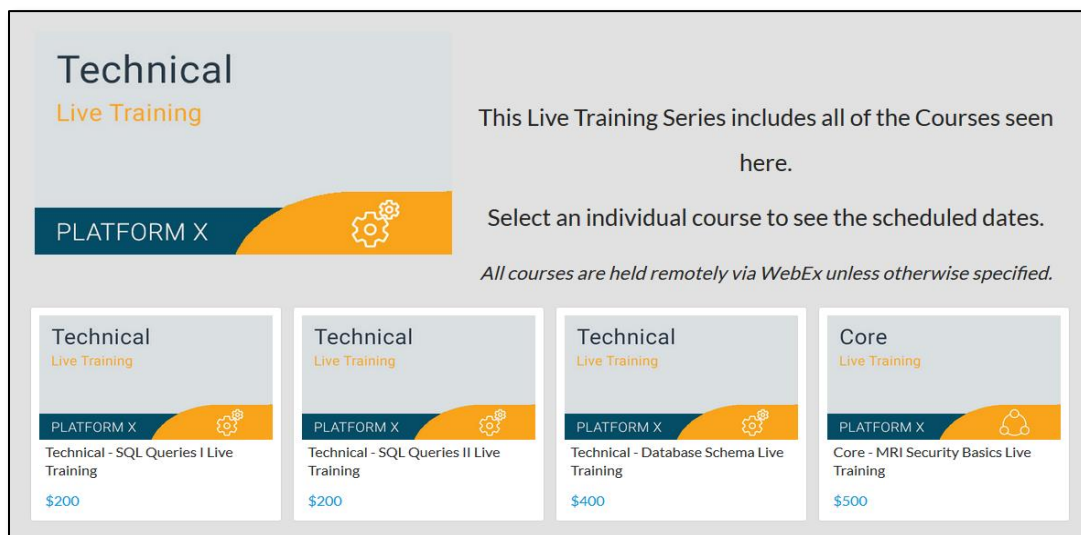 Technical
Live Training
PLATFORM X
This Live Training Series includes all of the Courses seen
here.
Select an individual course to see the scheduled dates.
All courses are held remotely via WebEx unless otherwise specified.
Technical
Live Training
PLATFORM X
Technical - SQL Queries I Live
Training
$200
Technical
Live Training
PLATFORM X
Technical - SQL Queries II Live
Training
$200
Technical
Live Training
PLATFORM X
Technical - Database Schema Live
Training
$400
Core
Live Training
PLATFORM X
Core - MRI Security Basics Live
Training
$500